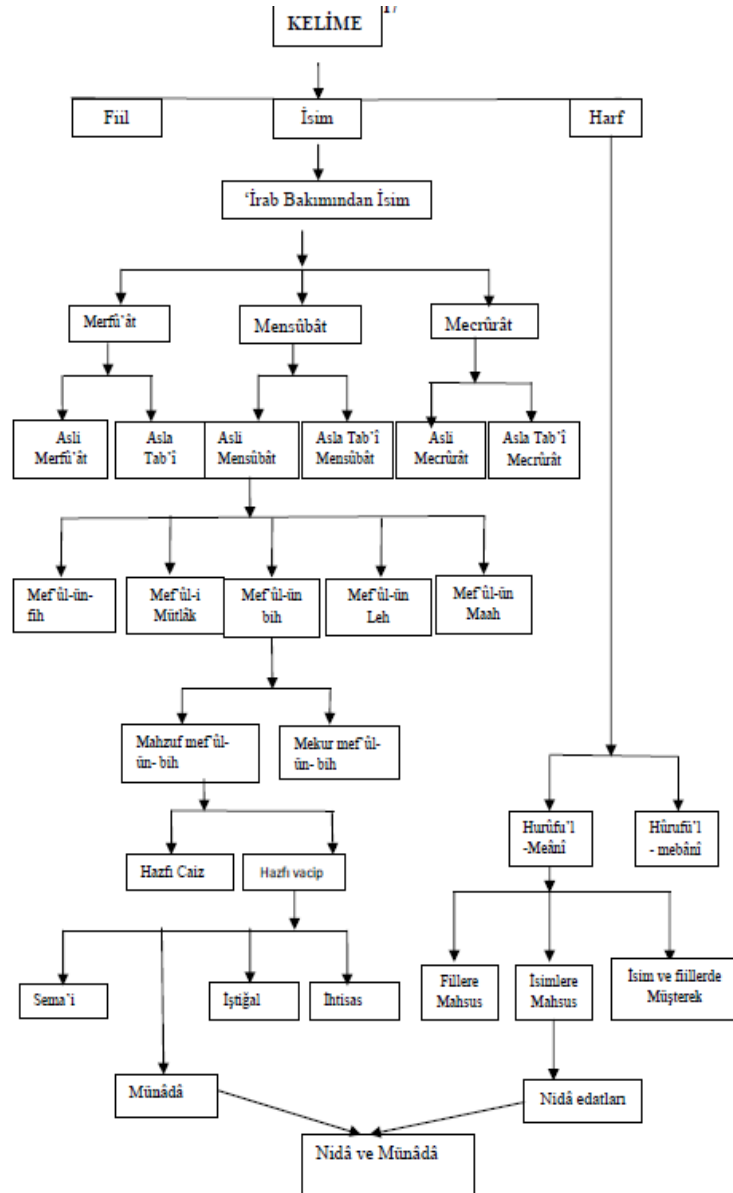 17
KELİME
Fiil
İsim
Harf
‘İrab Bakımından İsim
Merfû’ât
Mensûbât
Mecrûrât
Asli
Merfû’ât
Asla
Tab’î
Asli
Mensûbât
Asla Tab’î
Mensûbât
Asli
Mecrûrât
Asla Tab’î
Mecrûrât
Mef’ûl-ün-
fih
Mef’ûl-i
Mütlâk
Mef’ûl-ün
bih
Mef’ûl-ün
Leh
Mef’ûl-ün
Maah
Mahzuf mef’ûl-
ün- bih
Mekur mef’ûl-
ün- bih
Hurûfu’l
-Meânî
Hûrufü’l
- mebânî
Hazfı Caiz
Hazfı vacip
Sema’i
İştiğal
İhtisas
Fillere
Mahsus
İsimlere
Mahsus
İsim ve fiillerde
Müşterek
Münâdâ
Nidâ edatları
Nidâ ve Münâdâ